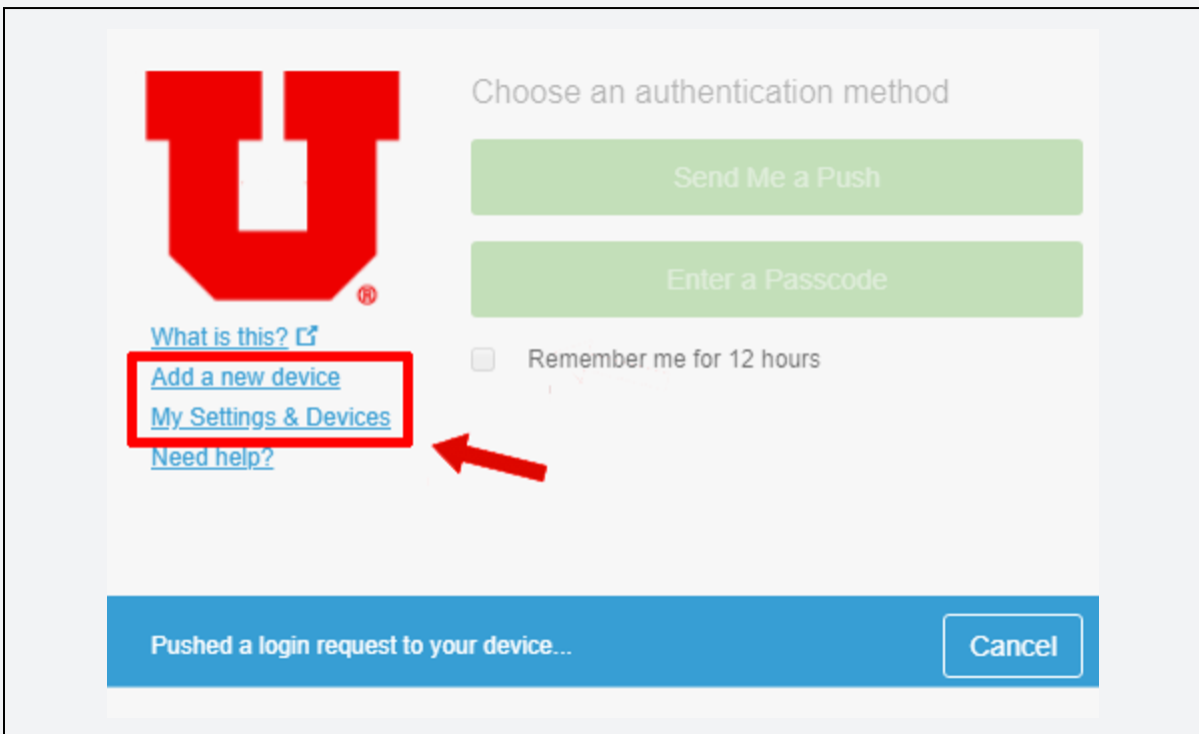 U
®
What is this?
Add a new device
My Settings & Devices
Need help?
Choose an authentication method
Send Me a Push
Enter a Passcode
Remember me for 12 hours
Pushed a login request to your device...
Cancel